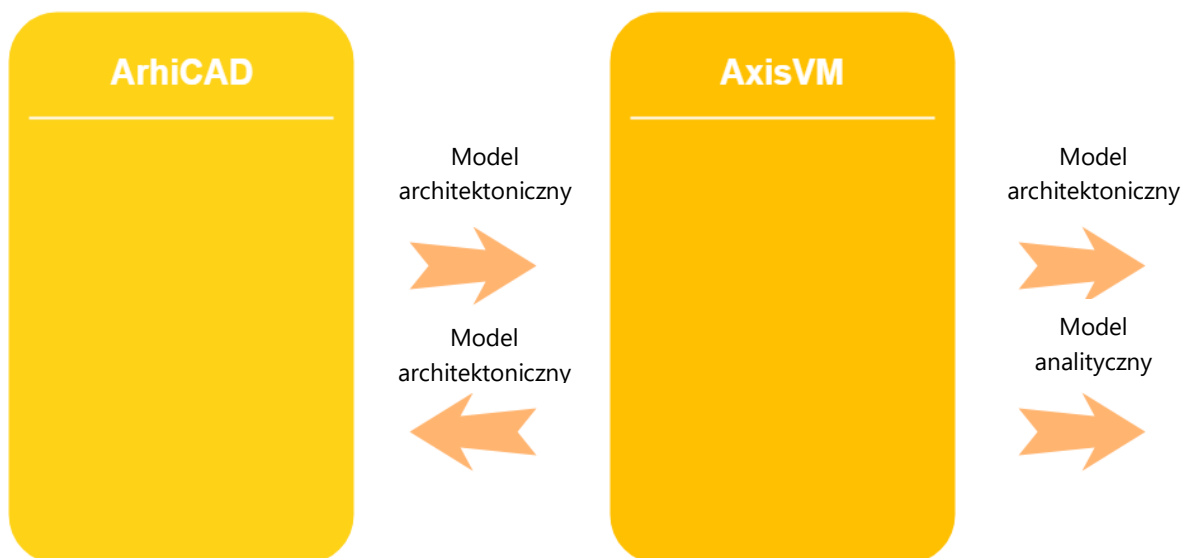 ArhiCAD
AxisVM
Model
architektoniczny
Model
architektoniczny
Model
architektoniczny
Model
analityczny